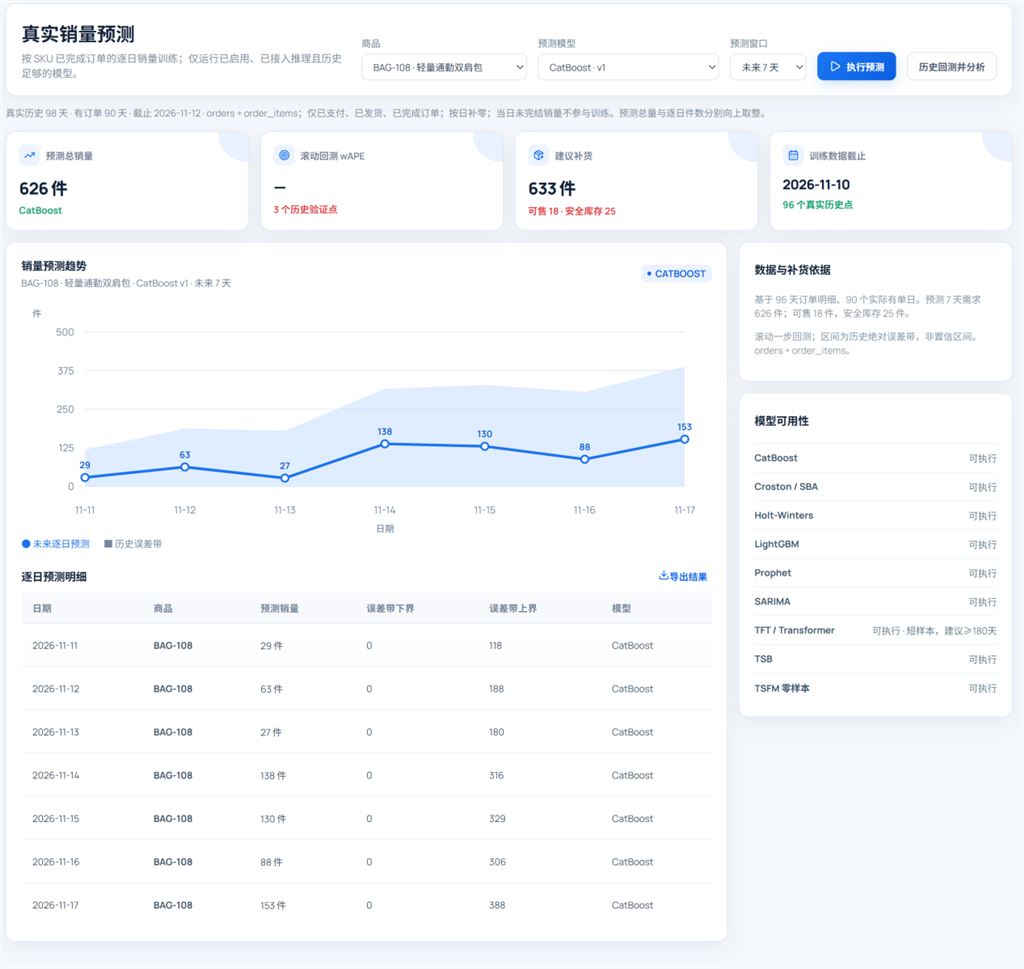 真实销量预测
按 SKU 已完成订单的逐日销量训练；仅运行已启用、已接入推理且历史
足够的模型。
商品
BAG-108 · 轻量通勤双肩包
预测模型
CatBoost · v1
预测窗口
未来 7 天
执行预测
历史回测并分析
真实历史 98 天 · 有订单 90 天 · 截止 2026-11-12 · orders + order_items；仅已支付、已发货、已完成订单；按日补零；当日未完结销量不参与训练。预测总量与逐日件数分别向上取整。
预测总销量
626 件
CatBoost
滚动回测 wAPE
—
3 个历史验证点
建议补货
633 件
可售 18 · 安全库存 25
训练数据截止
2026-11-10
96 个真实历史点
销量预测趋势
BAG-108 · 轻量通勤双肩包 · CatBoost v1 · 未来 7 天
CATBOOST
件
500
375
250
125
0
29
63
27
138
130
88
153
11-11
11-12
11-13
11-14
11-15
11-16
11-17
日期
未来逐日预测
历史误差带
逐日预测明细
导出结果
日期 商品 预测销量 误差带下界 误差带上界 模型
2026-11-11 BAG-108 29 件 0 118 CatBoost
2026-11-12 BAG-108 63 件 0 188 CatBoost
2026-11-13 BAG-108 27 件 0 180 CatBoost
2026-11-14 BAG-108 138 件 0 316 CatBoost
2026-11-15 BAG-108 130 件 0 329 CatBoost
2026-11-16 BAG-108 88 件 0 306 CatBoost
2026-11-17 BAG-108 153 件 0 388 CatBoost
数据与补货依据
基于 96 天订单明细、90 个实际有单日。预测 7 天需求
626 件；可售 18 件，安全库存 25 件。
滚动一步回测；区间为历史绝对误差带，非置信区间。
orders + order_items。
模型可用性
CatBoost 可执行
Croston / SBA 可执行
Holt-Winters 可执行
LightGBM 可执行
Prophet 可执行
SARIMA 可执行
TFT / Transformer 可执行 · 短样本，建议≥180天
TSB 可执行
TSFM 零样本 可执行